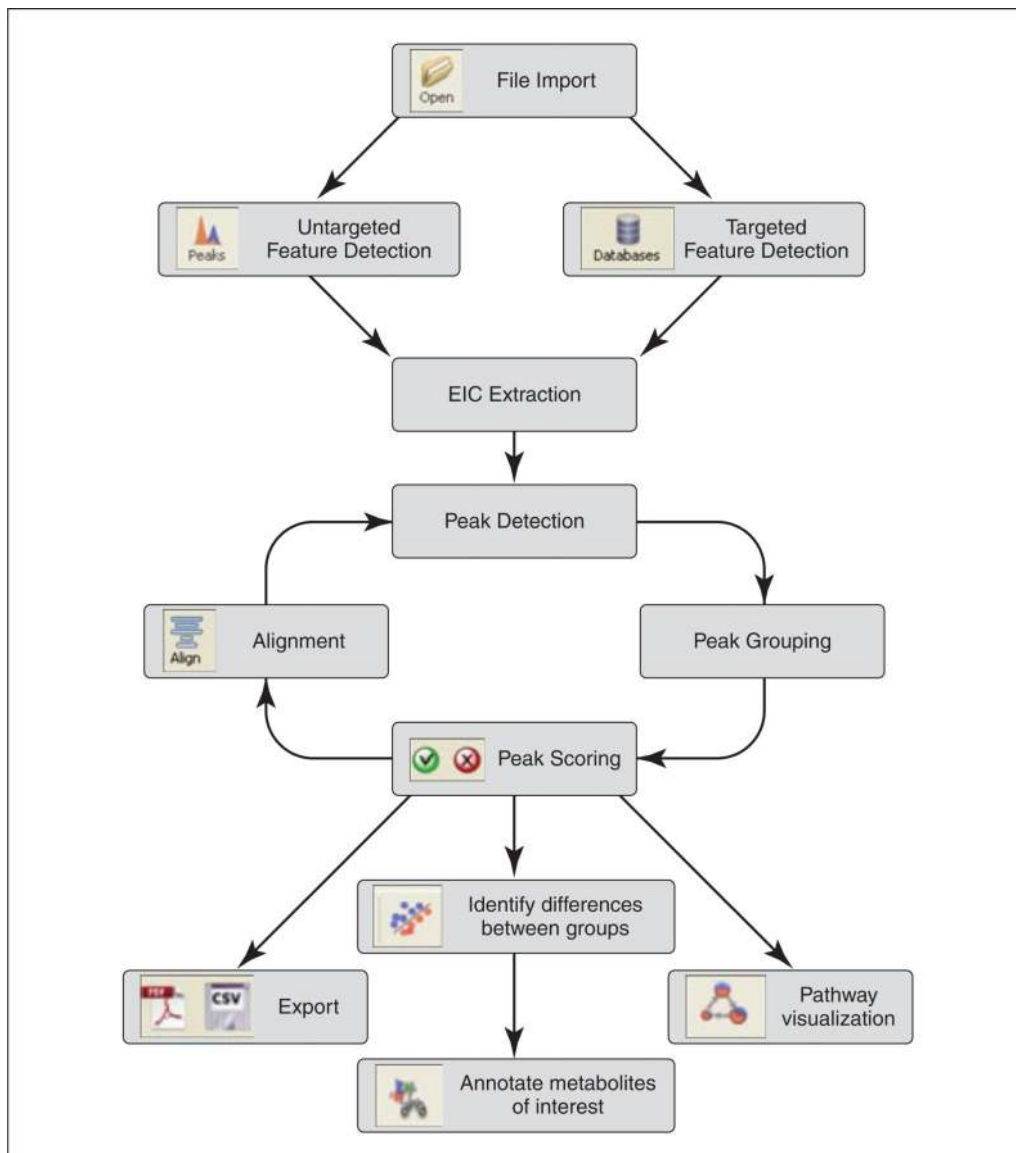 Open
File Import
Peaks
Untargeted
Feature Detection
Databases
Targeted
Feature Detection
EIC Extraction
Peak Detection
Align
Alignment
Peak Grouping
Peak Scoring
Identify differences
between groups
PDF
CSV
Export
Pathway
visualization
Annotate metabolites
of interest